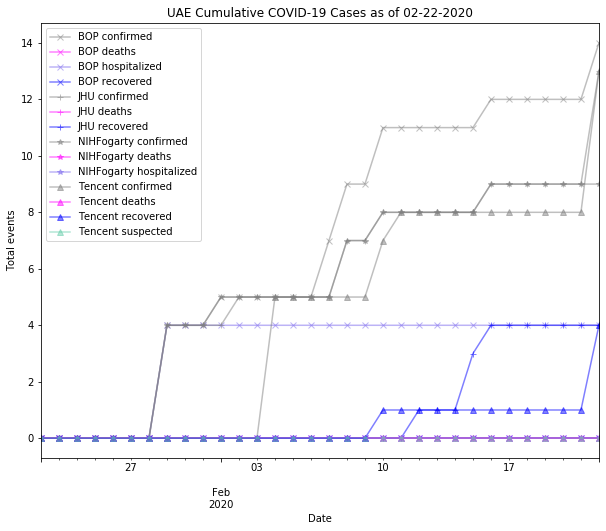 UAE Cumulative COVID-19 Cases as of 02-22-2020
BOP confirmed
BOP deaths
BOP hospitalized
BOP recovered
JHU confirmed
JHU deaths
JHU recovered
NIHFogarty confirmed
NIHFogarty deaths
NIHFogarty hospitalized
Tencent confirmed
Tencent deaths
Tencent recovered
Tencent suspected
Total events
14
12
10
8
6
4
2
0
27 03 10 17
Feb
2020
Date